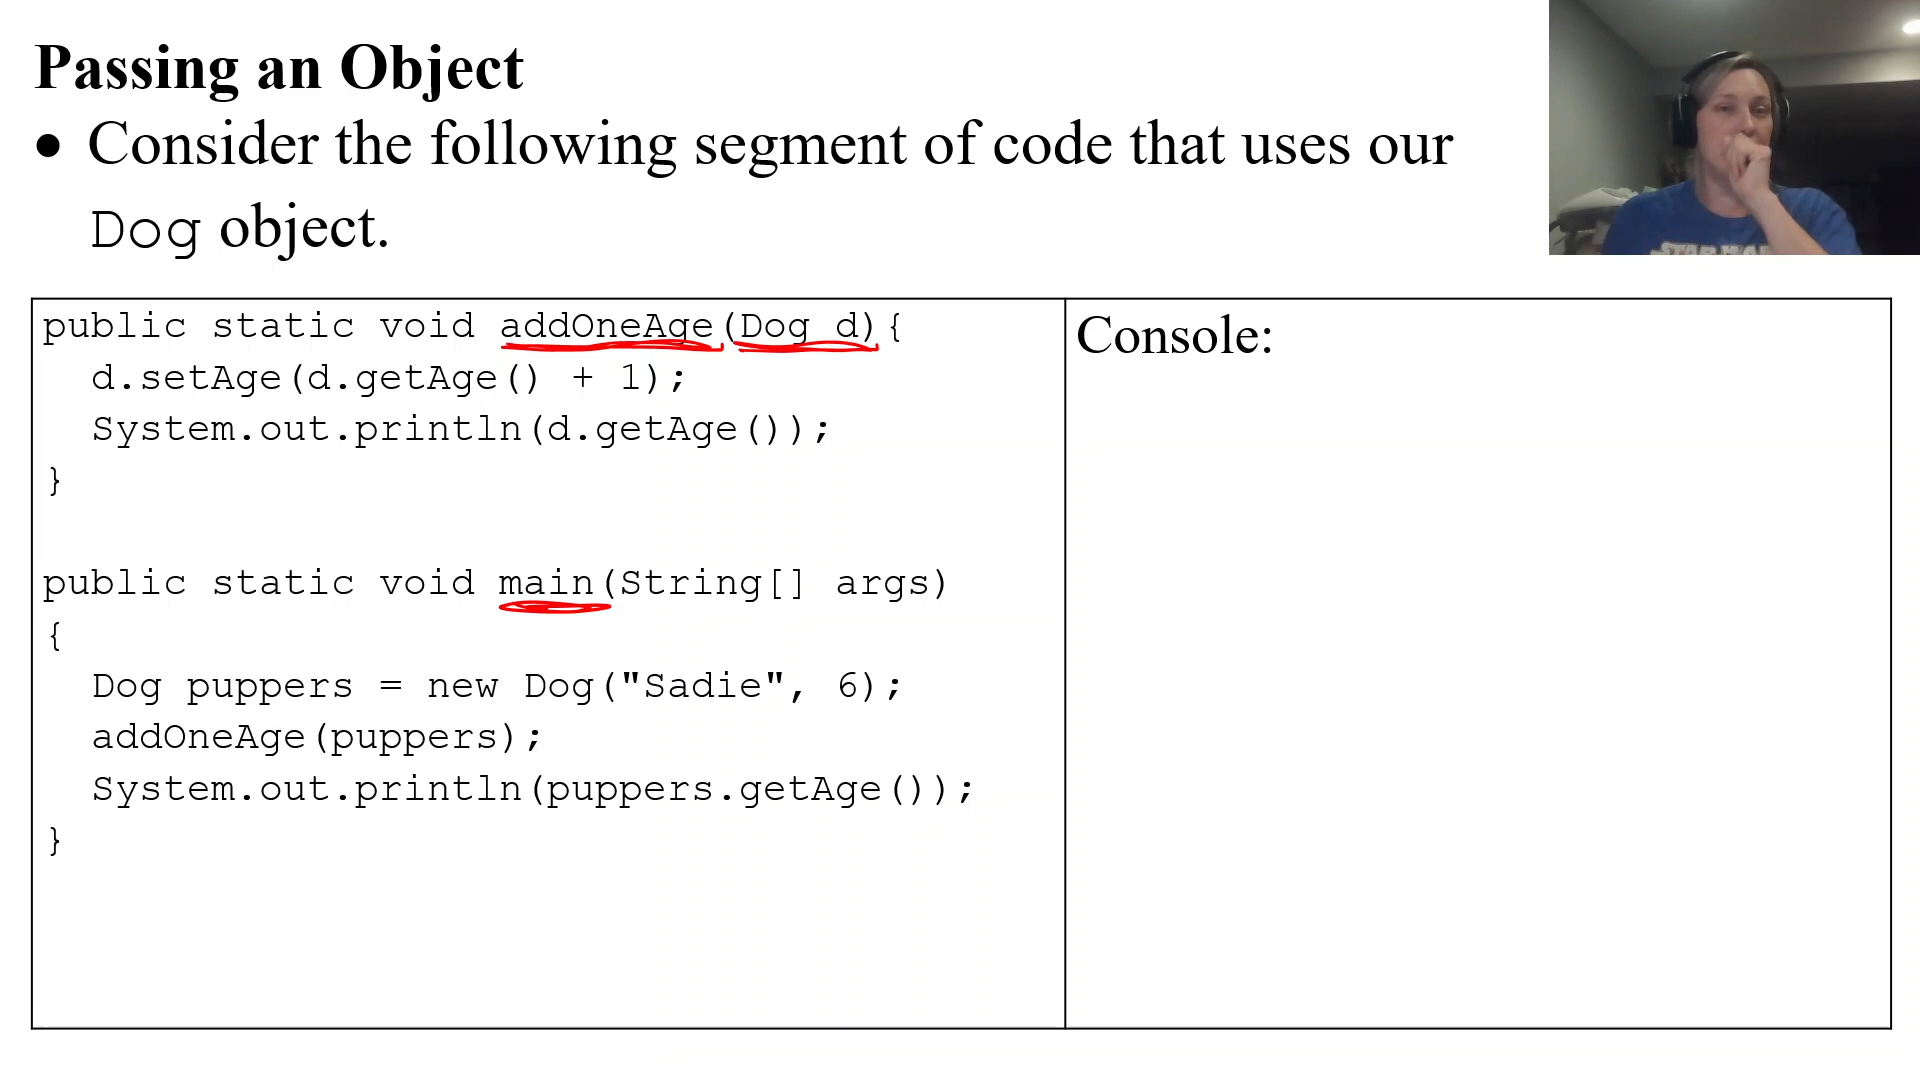 Passing an Object
• Consider the following segment of code that uses our
Dog object.
public static void addOneAge(Dog d){
d.setAge(d.getAge() + 1);
System.out.println(d.getAge());
}
public static void main(String[] args)
{
Dog puppers = new Dog("Sadie", 6);
addOneAge(puppers);
System.out.println(puppers.getAge());
}
Console:
STAR